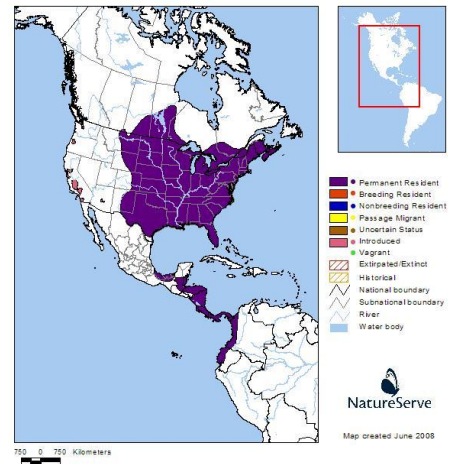 Permanent Resident
Breeding Resident
Nonbreeding Resident
Passage Migrant
Uncertain Status
Introduced
Vagrant
Extirpated/Extinct
Historical
National boundary
Subnational boundary
River
Water body
NatureServe
Map created June 2008
750 0 750 Kilometers